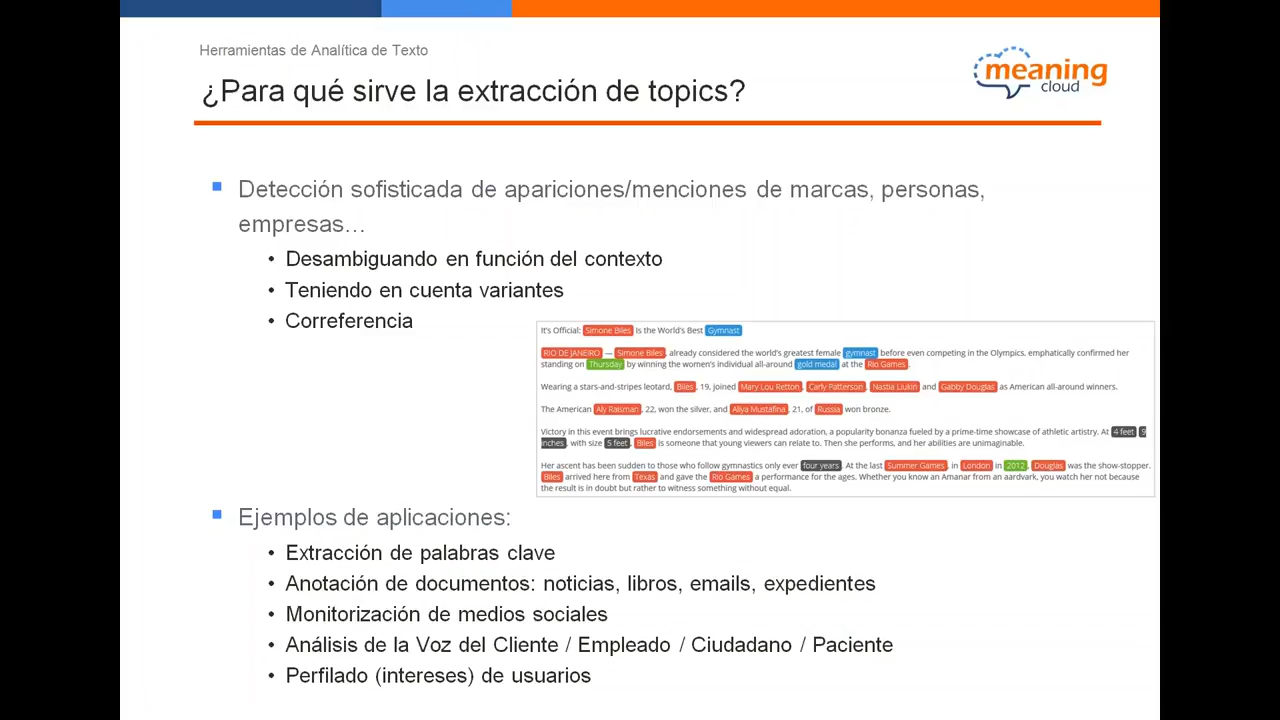 Herramientas de Analítica de Texto
¿Para qué sirve la extracción de topics?
meaning
cloud
Detección sofisticada de apariciones/menciones de marcas, personas,
empresas…
• Desambiguando en función del contexto
• Teniendo en cuenta variantes
• Correferencia
It's Official: Simone Biles Is the World's Best Gymnast
RIO DE JANEIRO — Simone Biles, already considered the world's greatest female gymnast before even competing in the Olympics, emphatically confirmed her
standing on Thursday by winning the women's individual all-around gold medal at the Rio Games.
Wearing a stars-and-stripes leotard, Biles, 19, joined Mary Lou Retton, Carly Patterson, Nastia Liukin and Gabby Douglas as American all-around winners.
The American Aly Raisman, 22, won the silver, and Aliya Mustafina, 21, of Russia won bronze.
Victory in this event brings lucrative endorsements and widespread adoration, a popularity bonanza fueled by a prime-time showcase of athletic artistry. At 4 feet 9
inches, with size 5 feet, Biles is someone that young viewers can relate to. Then she performs, and her abilities are unimaginable.
Her ascent has been sudden to those who follow gymnastics only ever four years. At the last Summer Games, in London in 2012, Douglas was the show-stopper.
Biles arrived here from Texas and gave the Rio Games a performance for the ages. Whether you know an Amanar from an aardvark, you watch her not because
the result is in doubt but rather to witness something without equal.
Ejemplos de aplicaciones:
• Extracción de palabras clave
• Anotación de documentos: noticias, libros, emails, expedientes
• Monitorización de medios sociales
• Análisis de la Voz del Cliente / Empleado / Ciudadano / Paciente
• Perfilado (intereses) de usuarios